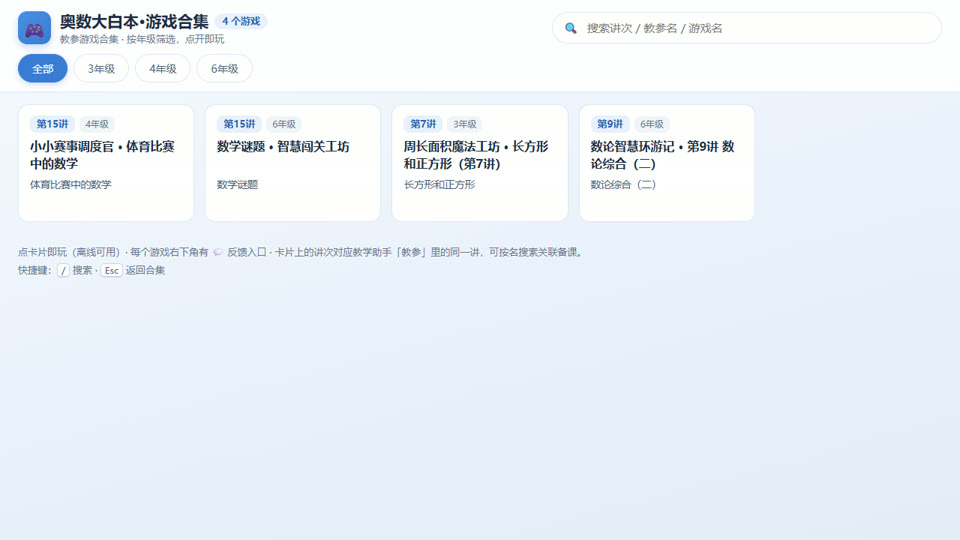 奥数大白本·游戏合集 4 个游戏
教参游戏合集 · 按年级筛选，点开即玩
搜索讲次 / 教参名 / 游戏名
全部 3年级 4年级 6年级
第15讲 4年级
小小赛事调度官 • 体育比赛
中的数学
体育比赛中的数学
第15讲 6年级
数学谜题 • 智慧闯关工坊
数学谜题
第7讲 3年级
周长面积魔法工坊 • 长方形
和正方形（第7讲）
长方形和正方形
第9讲 6年级
数论智慧环游记 • 第9讲 数
论综合（二）
数论综合（二）
点卡片即玩（离线可用） · 每个游戏右下角有 💬 反馈入口 · 卡片上的讲次对应教学助手「教参」里的同一讲，可按名搜索关联备课。
快捷键： / 搜索 · Esc 返回合集